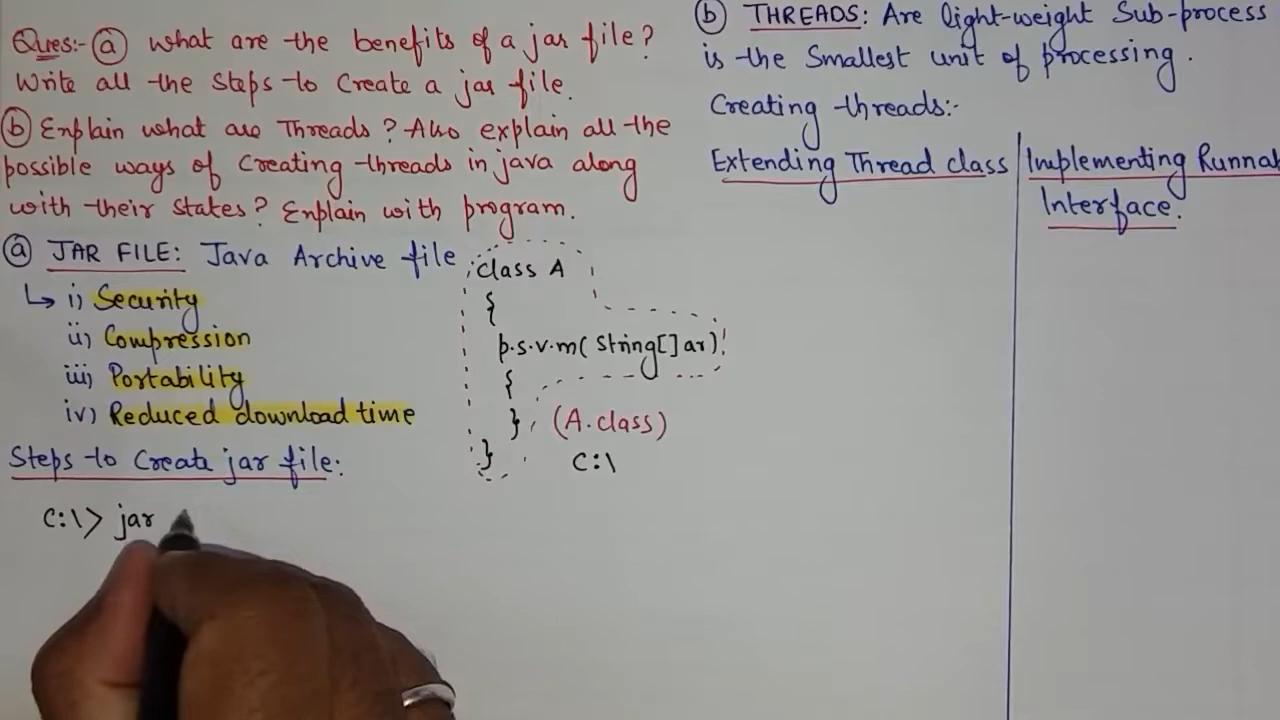 Ques:- (a) what are the benefits of a jar file?
Write all the steps to Create a jar file.
(b) Explain what are Threads? Also explain all the
possible ways of Creating threads in java along
with their states? Explain with program.
(a) JAR FILE: Java Archive file
↳ i) Security
ii) Compression
iii) Portability
iv) Reduced download time
Steps to Create jar file:
C:\> jar
class A
{
p.s.v.m( String[] ar)
{
}
}
(A.class)
C:\
(b) THREADS: Are light-weight Sub-process
is the Smallest unit of processing.
Creating threads:-
Extending Thread class
Implementing Runnab
Interface.